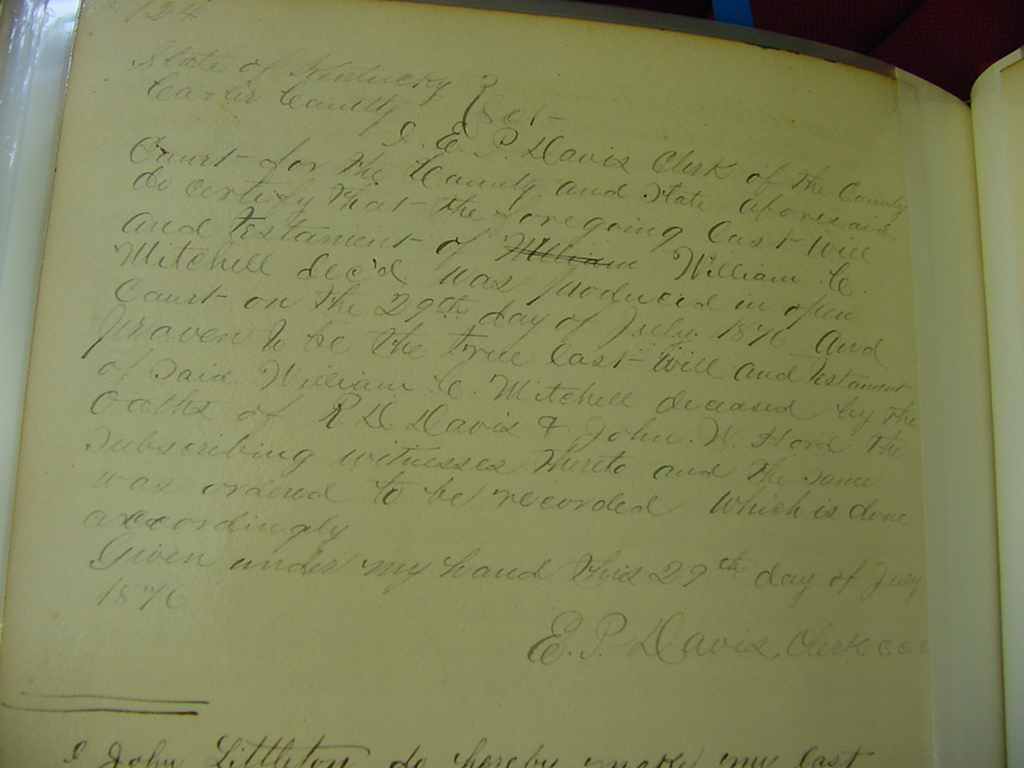 124
State of Kentucky }
Carter County } Sct-
I. E. P. Davis Clerk of the County
Court for the County and State aforesaid
do certify that the foregoing last Will
and testament of William William C.
Mitchell dec'd was produced in open
Court on the 29th day of July. 1876 And
proven to be the true last Will and testament
of said William C. Mitchell deceased by the
oaths of R D Davis & John. W. Hord the
subscribing witnesses thereto and the same
was ordered to be recorded Which is done
accordingly
Given under my hand this 29th day of July
1876
E. P. Davis, Clerk CCC
I John Littleton do hereby make my last